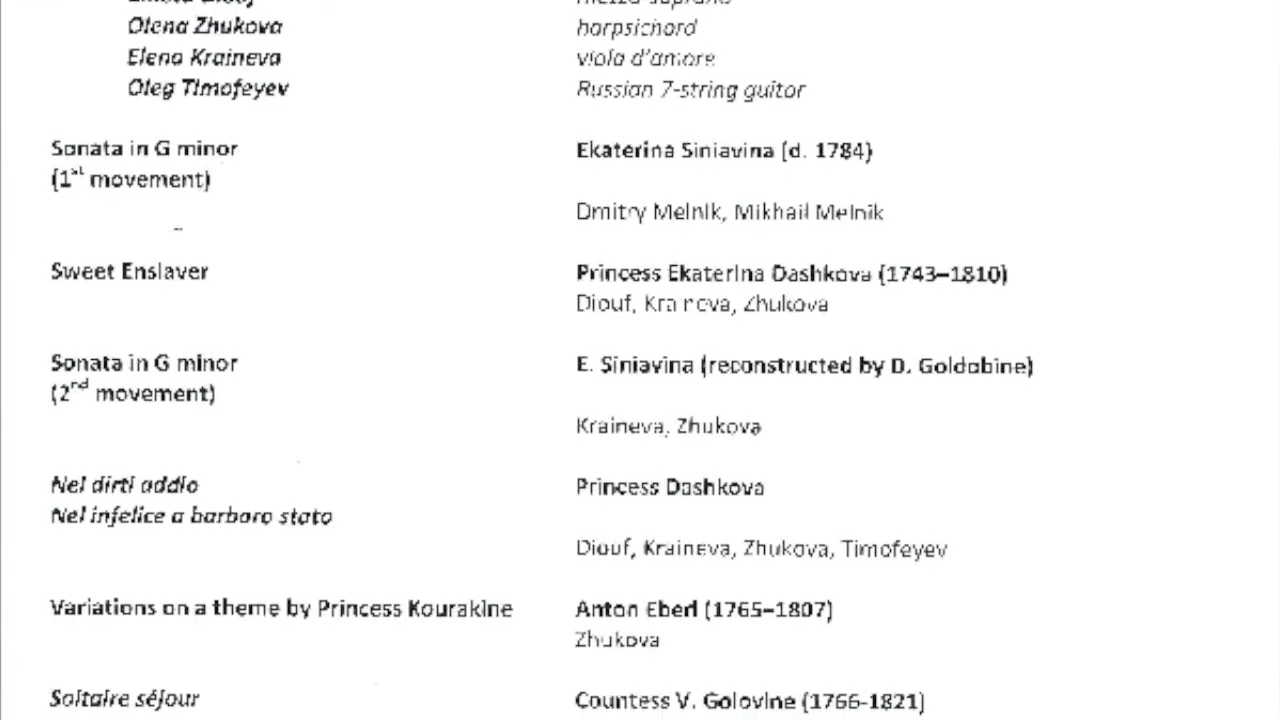 Olena Zhukova harpsichord
Elena Kraineva viola d'amore
Oleg Timofeyev Russian 7-string guitar
Sonata in G minor Ekaterina Siniavina (d. 1784)
(1st movement)
Dmitry Melnik, Mikhail Melnik
Sweet Enslaver Princess Ekaterina Dashkova (1743–1810)
Diouf, Kraineva, Zhukova
Sonata in G minor E. Siniavina (reconstructed by D. Goldobine)
(2nd movement)
Kraineva, Zhukova
Nel dirti addio Princess Dashkova
Nel infelice a barbaro stato
Diouf, Kraineva, Zhukova, Timofeyev
Variations on a theme by Princess Kourakine Anton Eberl (1765–1807)
Zhukova
Solitaire séjour Countess V. Golovine (1766-1821)